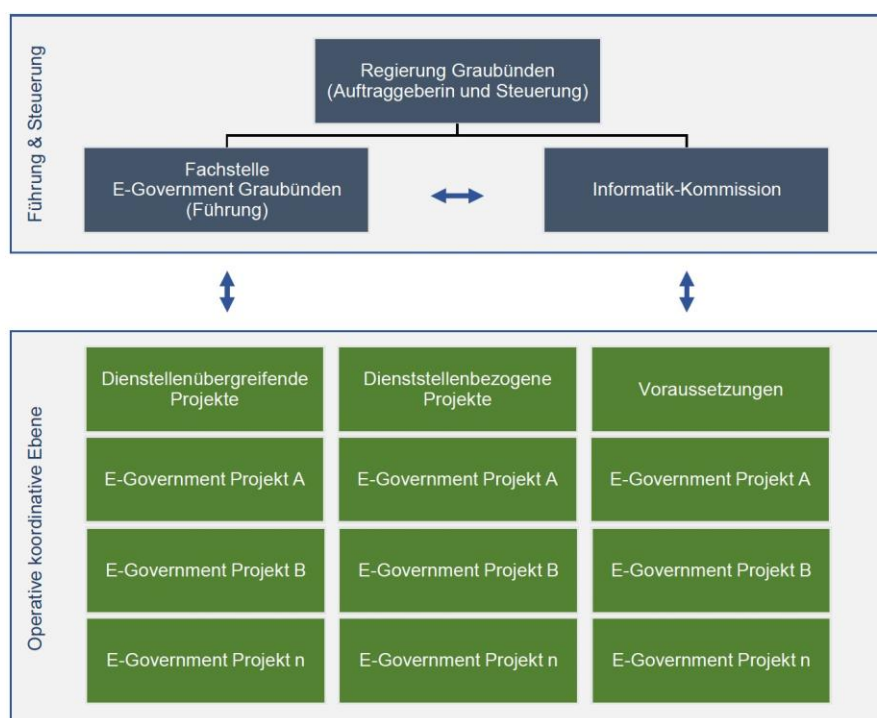 Führung & Steuerung
Regierung Graubünden
(Auftraggeberin und Steuerung)
Fachstelle
E-Government Graubünden
(Führung)
Informatik-Kommission
Operative koordinative Ebene
Dienstellenübergreifende
Projekte
Dienststellenbezogene
Projekte
Voraussetzungen
E-Government Projekt A
E-Government Projekt A
E-Government Projekt A
E-Government Projekt B
E-Government Projekt B
E-Government Projekt B
E-Government Projekt n
E-Government Projekt n
E-Government Projekt n